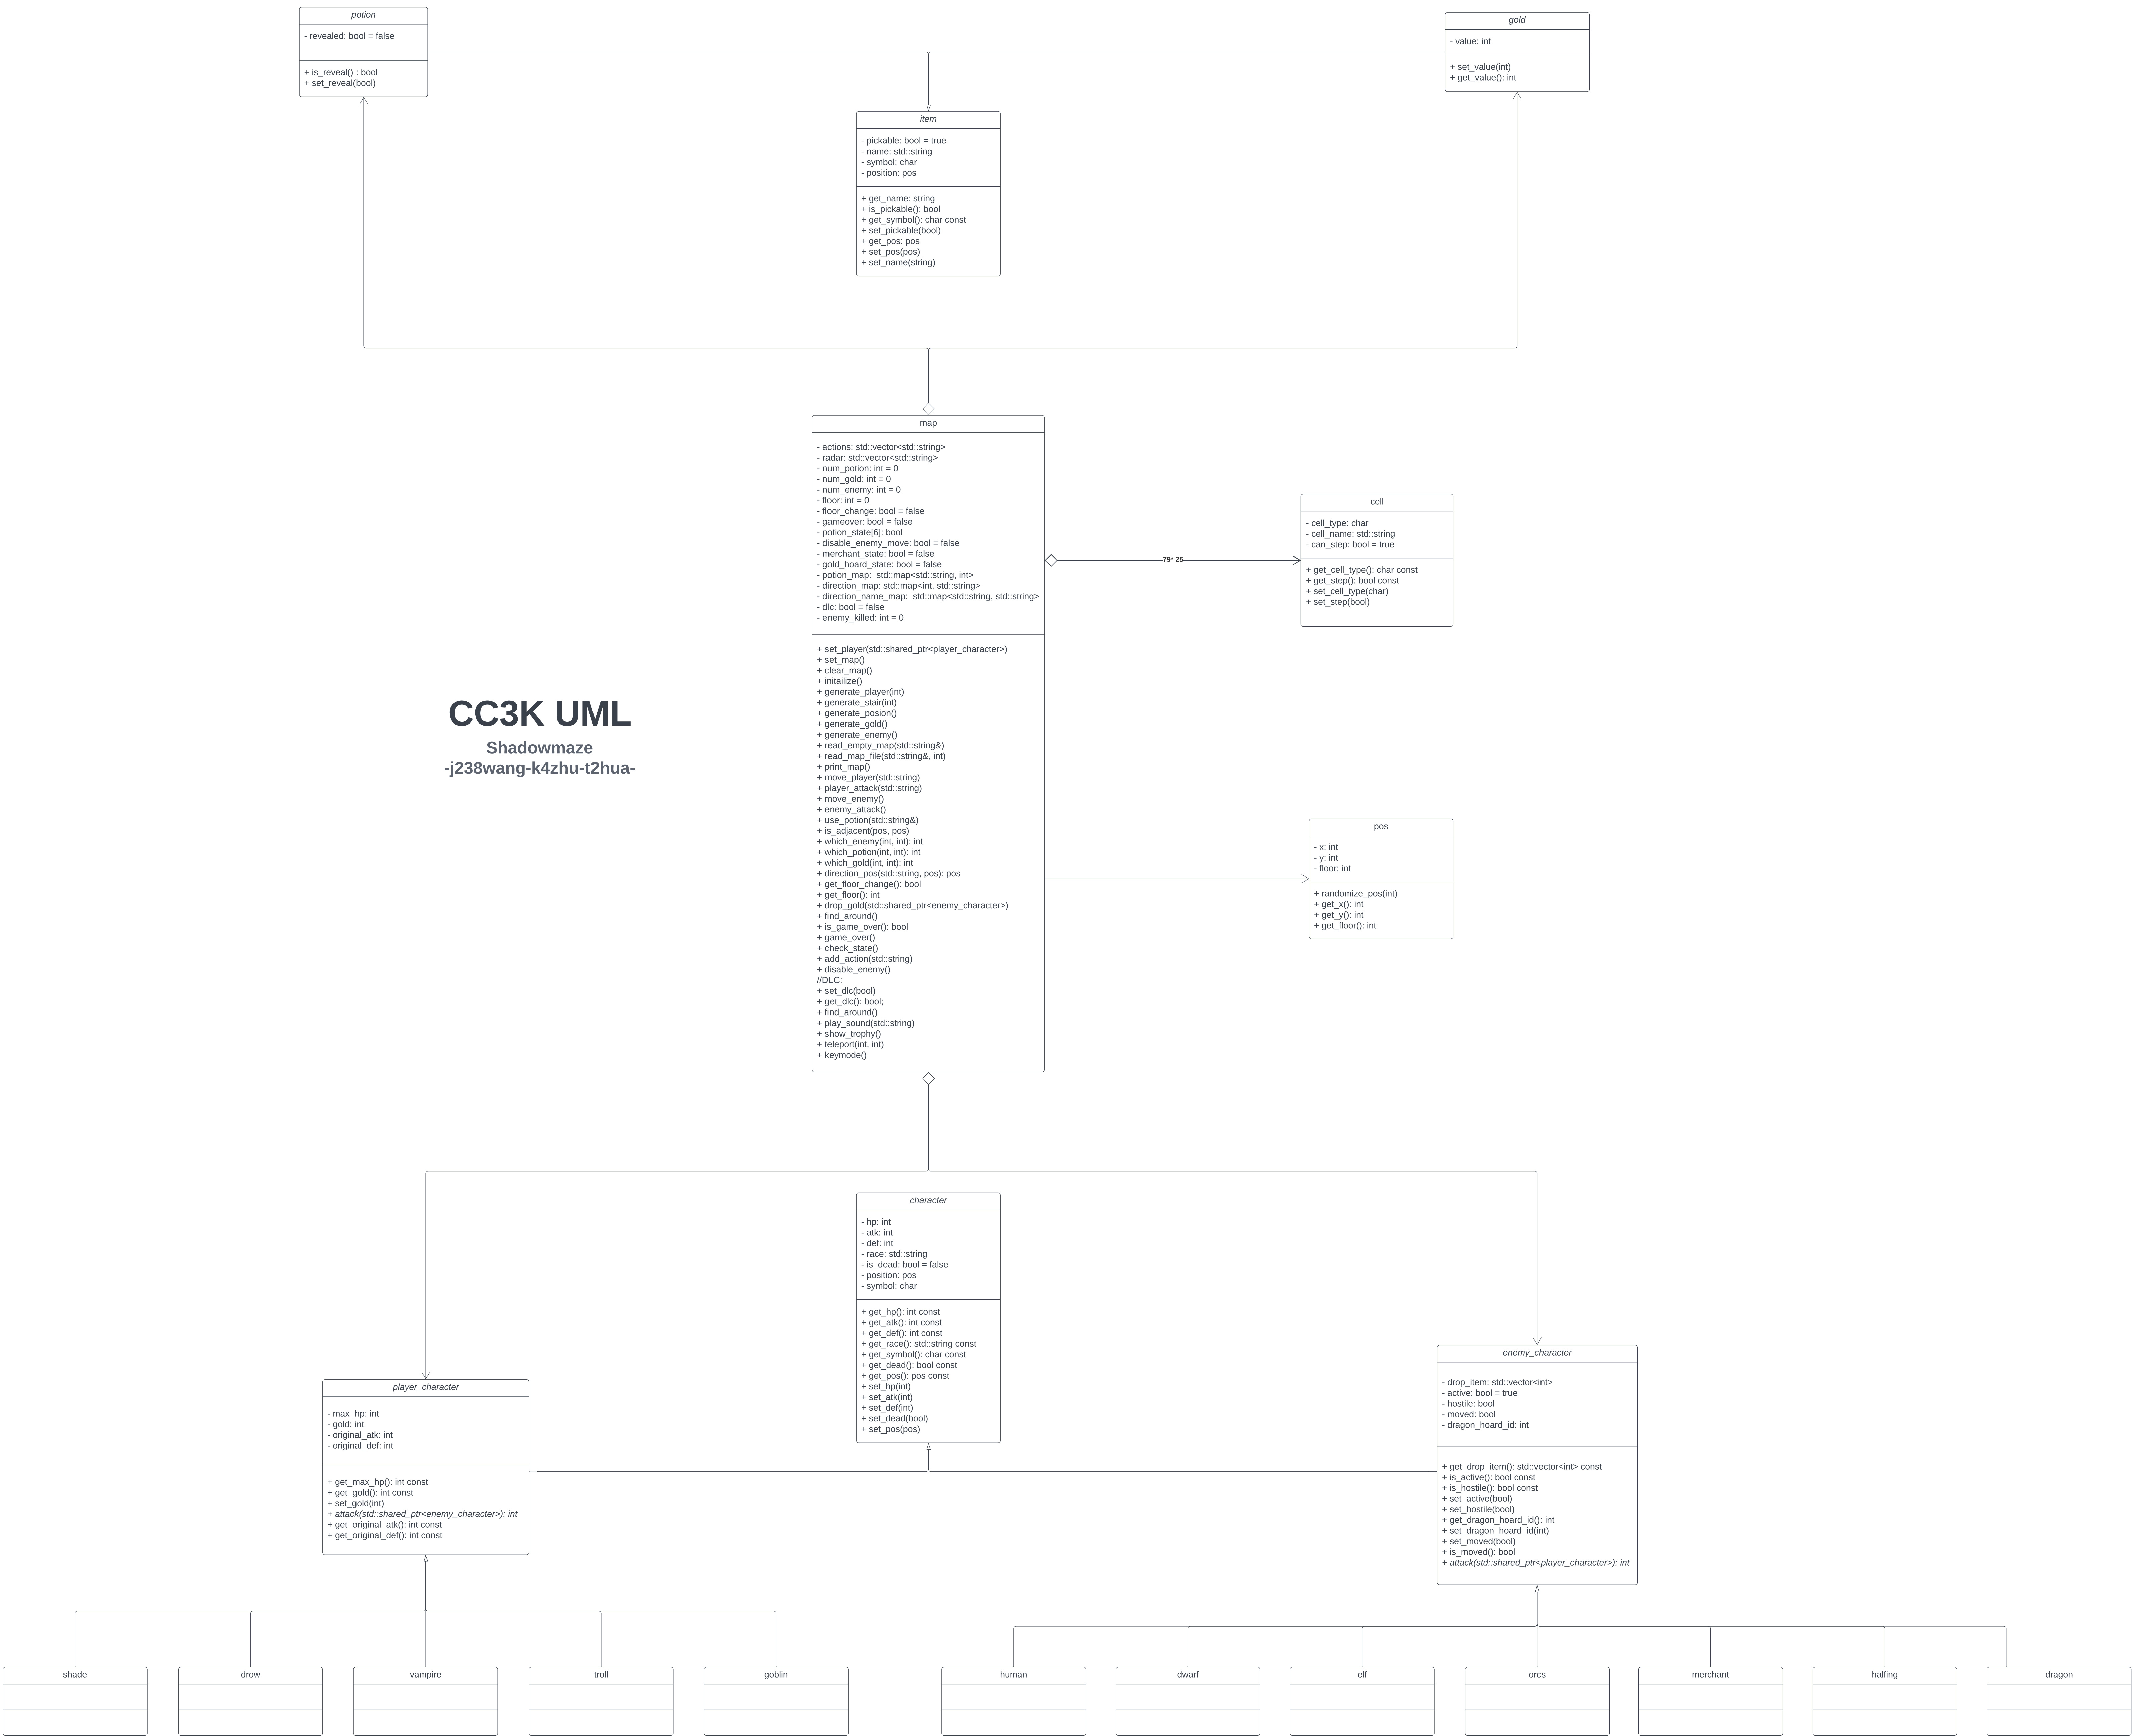 potion
- revealed: bool = false
+ is_reveal() : bool
+ set_reveal(bool)
gold
- value: int
+ set_value(int)
+ get_value(): int
item
- pickable: bool = true
- name: std::string
- symbol: char
- position: pos
+ get_name: string
+ is_pickable(): bool
+ get_symbol(): char const
+ set_pickable(bool)
+ get_pos: pos
+ set_pos(pos)
+ set_name(string)
map
- actions: std::vector<std::string>
- radar: std::vector<std::string>
- num_potion: int = 0
- num_gold: int = 0
- num_enemy: int = 0
- floor: int = 0
- floor_change: bool = false
- gameover: bool = false
- potion_state[6]: bool
- disable_enemy_move: bool = false
- merchant_state: bool = false
- gold_hoard_state: bool = false
- potion_map:  std::map<std::string, int>
- direction_map: std::map<int, std::string>
- direction_name_map:  std::map<std::string, std::string>
- dlc: bool = false
- enemy_killed: int = 0
+ set_player(std::shared_ptr<player_character>)
+ set_map()
+ clear_map()
+ initailize()
+ generate_player(int)
+ generate_stair(int)
+ generate_posion()
+ generate_gold()
+ generate_enemy()
+ read_empty_map(std::string&)
+ read_map_file(std::string&, int)
+ print_map()
+ move_player(std::string)
+ player_attack(std::string)
+ move_enemy()
+ enemy_attack()
+ use_potion(std::string&)
+ is_adjacent(pos, pos)
+ which_enemy(int, int): int
+ which_potion(int, int): int
+ which_gold(int, int): int
+ direction_pos(std::string, pos): pos
+ get_floor_change(): bool
+ get_floor(): int
+ drop_gold(std::shared_ptr<enemy_character>)
+ find_around()
+ is_game_over(): bool
+ game_over()
+ check_state()
+ add_action(std::string)
+ disable_enemy()
//DLC:
+ set_dlc(bool)
+ get_dlc(): bool;
+ find_around()
+ play_sound(std::string)
+ show_trophy()
+ teleport(int, int)
+ keymode()
79* 25
cell
- cell_type: char
- cell_name: std::string
- can_step: bool = true
+ get_cell_type(): char const
+ get_step(): bool const
+ set_cell_type(char)
+ set_step(bool)
CC3K UML
Shadowmaze
-j238wang-k4zhu-t2hua-
pos
- x: int
- y: int
- floor: int
+ randomize_pos(int)
+ get_x(): int
+ get_y(): int
+ get_floor(): int
character
- hp: int
- atk: int
- def: int
- race: std::string
- is_dead: bool = false
- position: pos
- symbol: char
+ get_hp(): int const
+ get_atk(): int const
+ get_def(): int const
+ get_race(): std::string const
+ get_symbol(): char const
+ get_dead(): bool const
+ get_pos(): pos const
+ set_hp(int)
+ set_atk(int)
+ set_def(int)
+ set_dead(bool)
+ set_pos(pos)
player_character
- max_hp: int
- gold: int
- original_atk: int
- original_def: int
+ get_max_hp(): int const
+ get_gold(): int const
+ set_gold(int)
+ attack(std::shared_ptr<enemy_character>): int
+ get_original_atk(): int const
+ get_original_def(): int const
enemy_character
- drop_item: std::vector<int>
- active: bool = true
- hostile: bool
- moved: bool
- dragon_hoard_id: int
+ get_drop_item(): std::vector<int> const
+ is_active(): bool const
+ is_hostile(): bool const
+ set_active(bool)
+ set_hostile(bool)
+ get_dragon_hoard_id(): int
+ set_dragon_hoard_id(int)
+ set_moved(bool)
+ is_moved(): bool
+ attack(std::shared_ptr<player_character>): int
shade
drow
vampire
troll
goblin
human
dwarf
elf
orcs
merchant
halfing
dragon